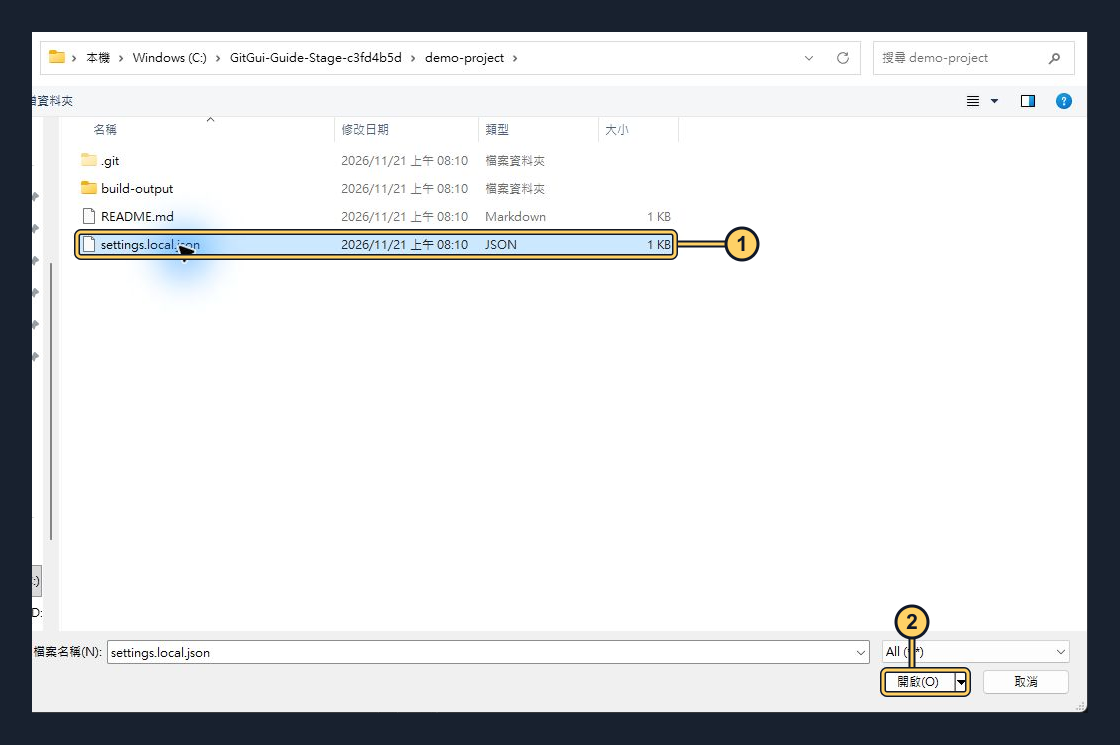 本機 > Windows (C:) > GitGui-Guide-Stage-c3fd4b5d > demo-project >
搜尋 demo-project
資料夾
名稱 修改日期 類型 大小
.git 2026/11/21 上午 08:10 檔案資料夾
build-output 2026/11/21 上午 08:10 檔案資料夾
README.md 2026/11/21 上午 08:10 Markdown 1 KB
settings.local.json 2026/11/21 上午 08:10 JSON 1 KB
1
:)
D:
2
檔案名稱(N): settings.local.json
開啟(O) 取消